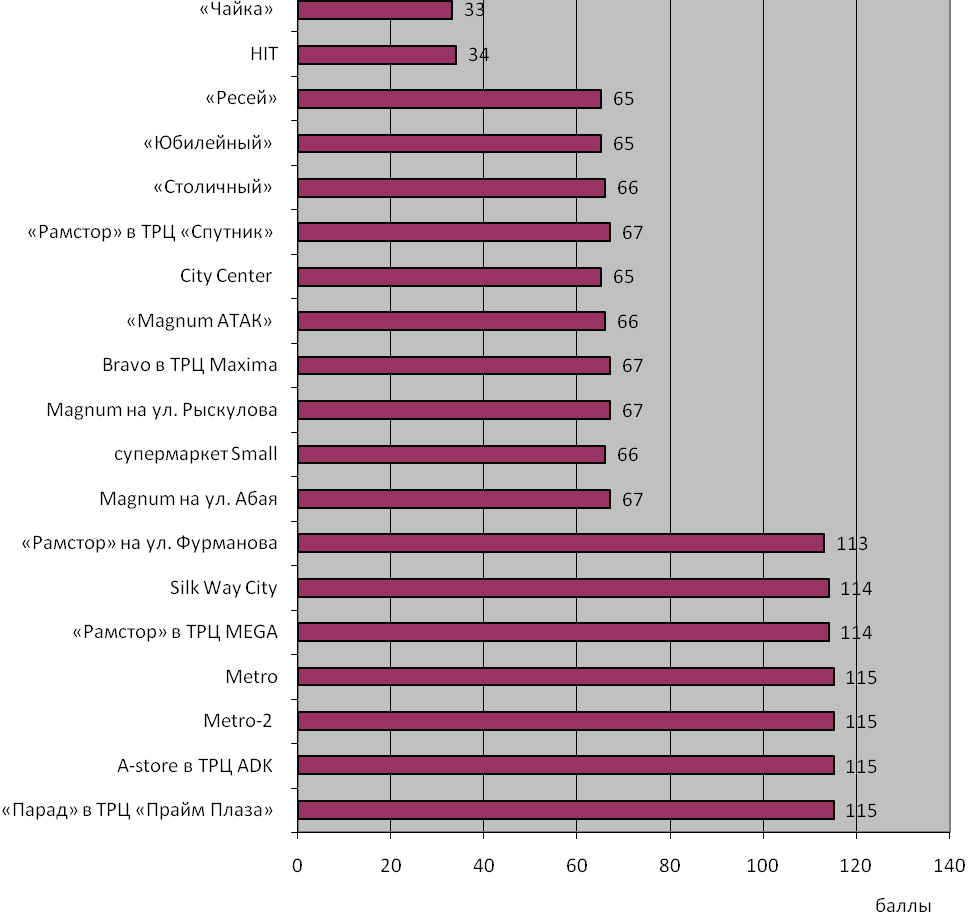 «Чайка» 33
HIT 34
«Ресей» 65
«Юбилейный» 65
«Столичный» 66
«Рамстор» в ТРЦ «Спутник» 67
City Center 65
«Magnum АТАК» 66
Bravo в ТРЦ Maxima 67
Magnum на ул. Рыскулова 67
супермаркет Small 66
Magnum на ул. Абая 67
«Рамстор» на ул. Фурманова 113
Silk Way City 114
«Рамстор» в ТРЦ MEGA 114
Metro 115
Metro-2 115
A-store в ТРЦ ADK 115
«Парад» в ТРЦ «Прайм Плаза» 115
0 20 40 60 80 100 120 140
баллы